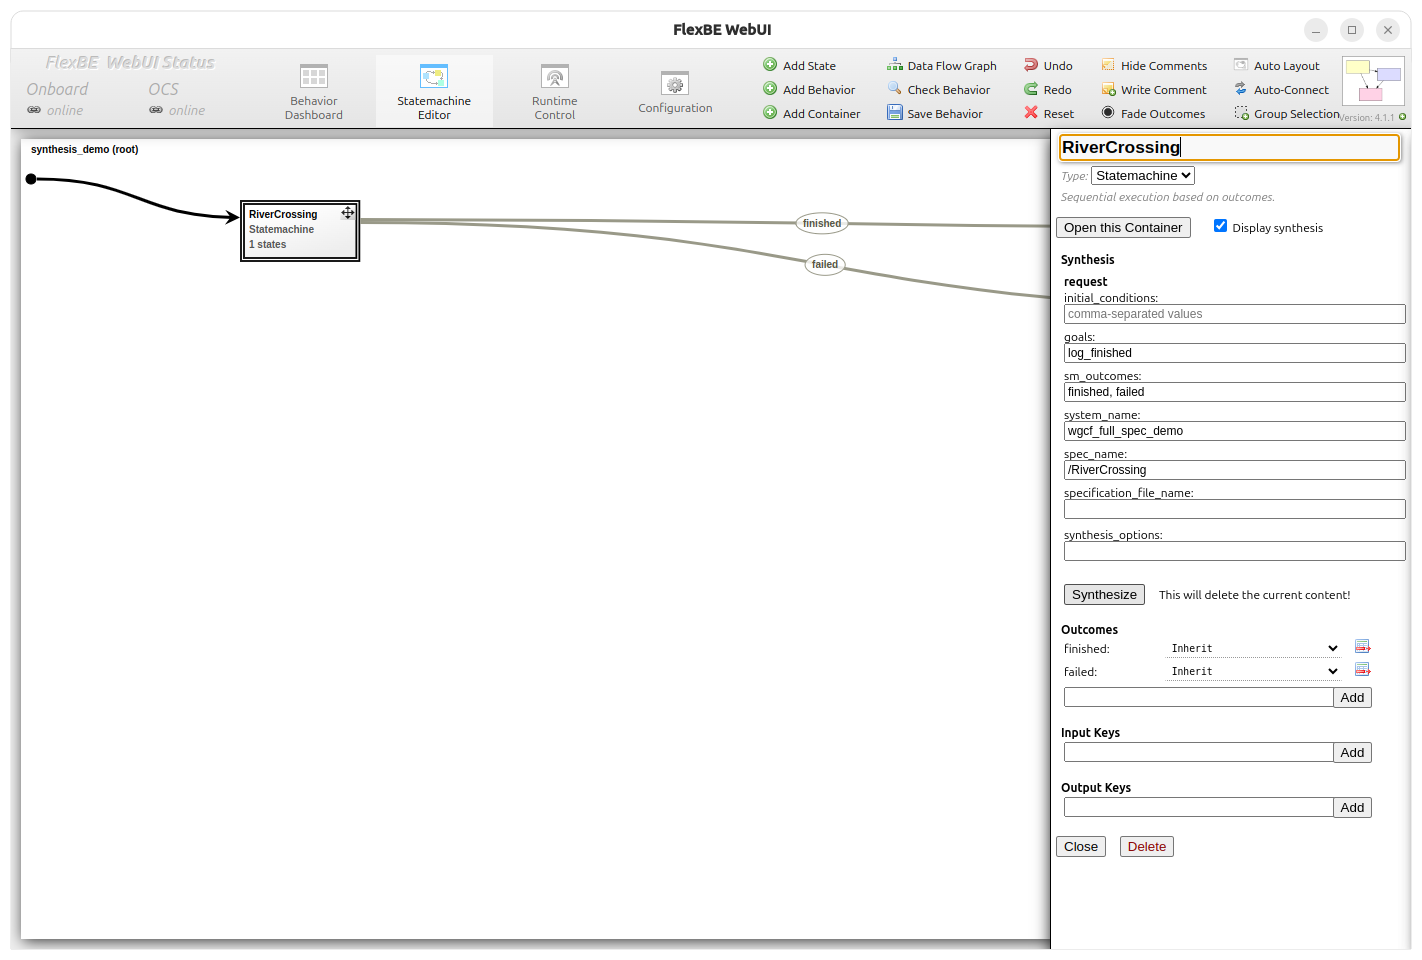 FlexBE WebUI
FlexBE WebUI Status
Onboard
OCS
online
online
Behavior
Dashboard
Statemachine
Editor
Runtime
Control
Configuration
Add State
Add Behavior
Add Container
Data Flow Graph
Check Behavior
Save Behavior
Undo
Redo
Reset
Hide Comments
Write Comment
Fade Outcomes
Auto Layout
Auto-Connect
Group Selection
Version: 4.1.1
synthesis_demo (root)
RiverCrossing
Statemachine
1 states
finished
failed
RiverCrossing
Type: Statemachine
Sequential execution based on outcomes.
Open this Container
Display synthesis
Synthesis
request
initial_conditions:
comma-separated values
goals:
log_finished
sm_outcomes:
finished, failed
system_name:
wgcf_full_spec_demo
spec_name:
/RiverCrossing
specification_file_name:
synthesis_options:
Synthesize This will delete the current content!
Outcomes
finished: Inherit
failed: Inherit
Add
Input Keys
Add
Output Keys
Add
Close Delete